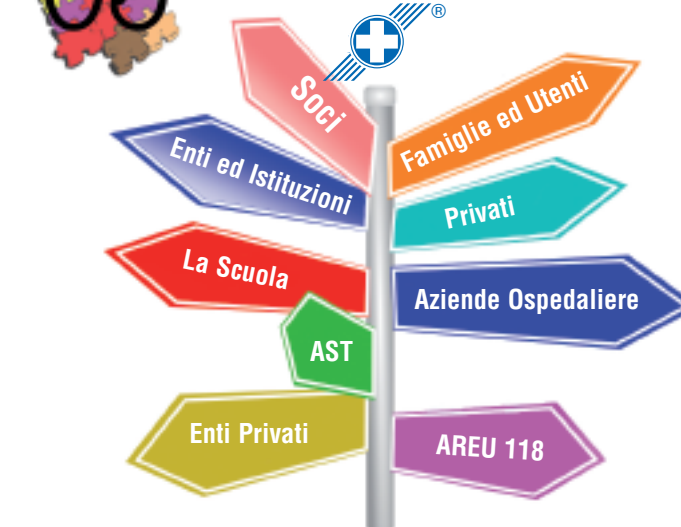 ®
Soci
Famiglie ed Utenti
Enti ed Istituzioni
Privati
La Scuola
Aziende Ospedaliere
AST
Enti Privati
AREU 118